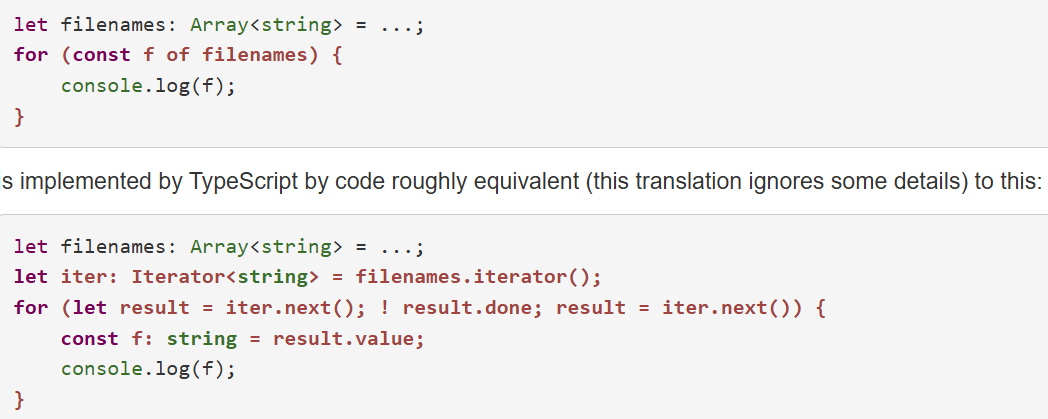 let filenames: Array<string> = ...;
for (const f of filenames) {
    console.log(f);
}
s implemented by TypeScript by code roughly equivalent (this translation ignores some details) to this:
let filenames: Array<string> = ...;
let iter: Iterator<string> = filenames.iterator();
for (let result = iter.next(); ! result.done; result = iter.next()) {
    const f: string = result.value;
    console.log(f);
}